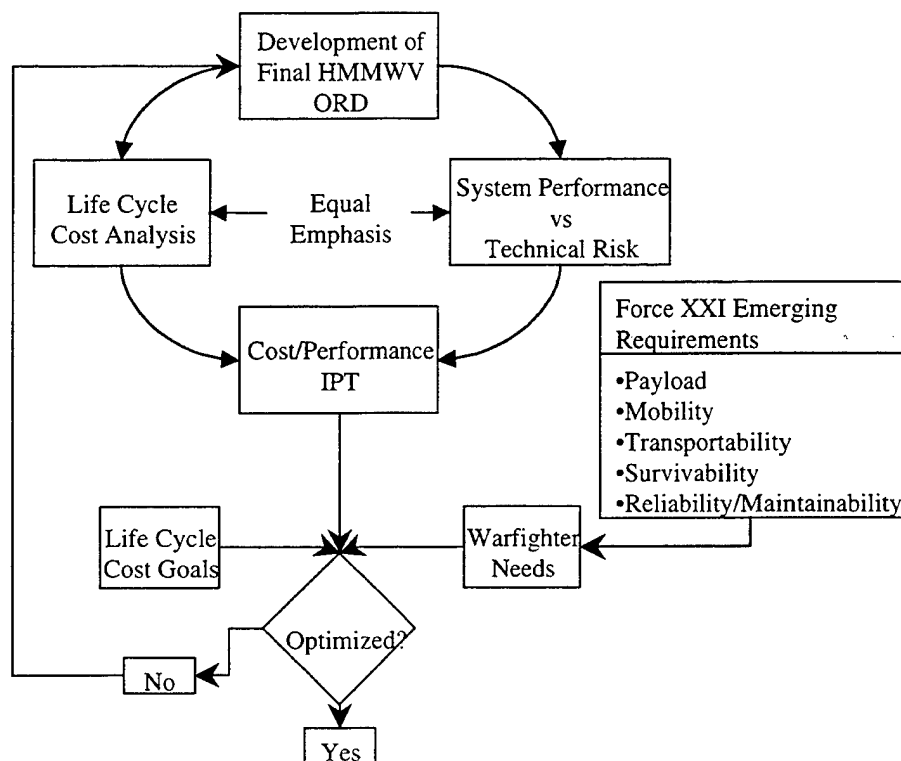 Development of
Final HMMWV
ORD
Life Cycle
Cost Analysis
Equal
Emphasis
System Performance
vs
Technical Risk
Cost/Performance
IPT
Force XXI Emerging
Requirements
•Payload
•Mobility
•Transportability
•Survivability
•Reliability/Maintainability
Life Cycle
Cost Goals
Warfighter
Needs
Optimized?
No
Yes